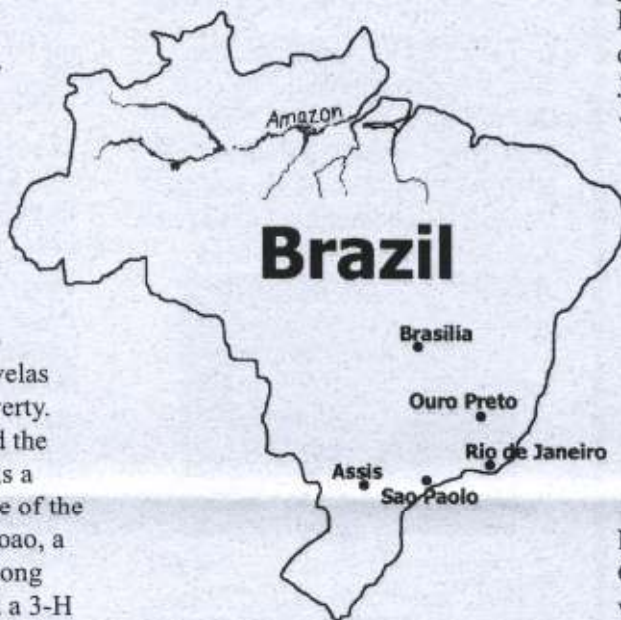 Amazon
Brazil
Brasilia
Ouro Preto
Rio de Janeiro
Assis
Sao Paolo
velas
erty.
d the
s a
e of the
oao, a
ong
a 3-H